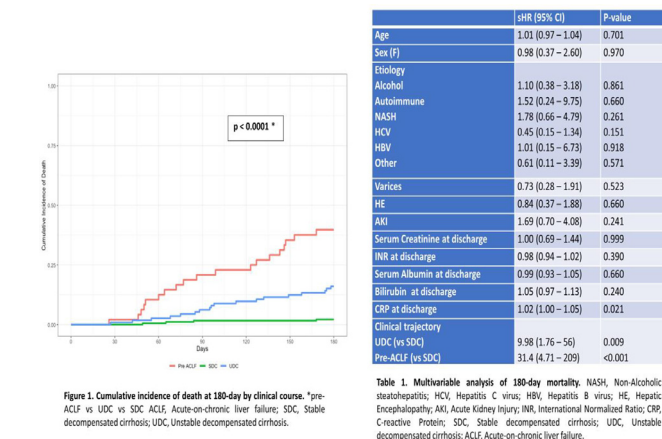 1.00
0.75
0.50
0.25
0.00
Cumulative Incidence of Death
p < 0.0001 *
0
30
60
90
120
150
180
Days
Pre ACLF SDC UDC
Figure 1. Cumulative incidence of death at 180-day by clinical course. *pre-
ACLF vs UDC vs SDC ACLF, Acute-on-chronic liver failure; SDC, Stable
decompensated cirrhosis; UDC, Unstable decompensated cirrhosis.
sHR (95% CI) P-value
Age 1.01 (0.97 – 1.04) 0.701
Sex (F) 0.98 (0.37 – 2.60) 0.970
Etiology
Alcohol 1.10 (0.38 – 3.18) 0.861
Autoimmune 1.52 (0.24 – 9.75) 0.660
NASH 1.78 (0.66 – 4.79) 0.261
HCV 0.45 (0.15 – 1.34) 0.151
HBV 1.01 (0.15 – 6.73) 0.918
Other 0.61 (0.11 – 3.39) 0.571
Varices 0.73 (0.28 – 1.91) 0.523
HE 0.84 (0.37 – 1.88) 0.660
AKI 1.69 (0.70 – 4.08) 0.241
Serum Creatinine at discharge 1.00 (0.69 – 1.44) 0.999
INR at discharge 0.98 (0.94 – 1.02) 0.390
Serum Albumin at discharge 0.99 (0.93 – 1.05) 0.660
Bilirubin at discharge 1.05 (0.97 – 1.13) 0.240
CRP at discharge 1.02 (1.00 – 1.05) 0.021
Clinical trajectory
UDC (vs SDC) 9.98 (1.76 – 56) 0.009
Pre-ACLF (vs SDC) 31.4 (4.71 – 209) <0.001
Table 1. Multivariable analysis of 180-day mortality. NASH, Non-Alcoholic
steatohepatitis; HCV, Hepatitis C virus; HBV, Hepatitis B virus; HE, Hepatic
Encephalopathy; AKI, Acute Kidney Injury; INR, International Normalized Ratio; CRP,
C-reactive Protein; SDC, Stable decompensated cirrhosis; UDC, Unstable
decompensated cirrhosis; ACLF, Acute-on-chronic liver failure.